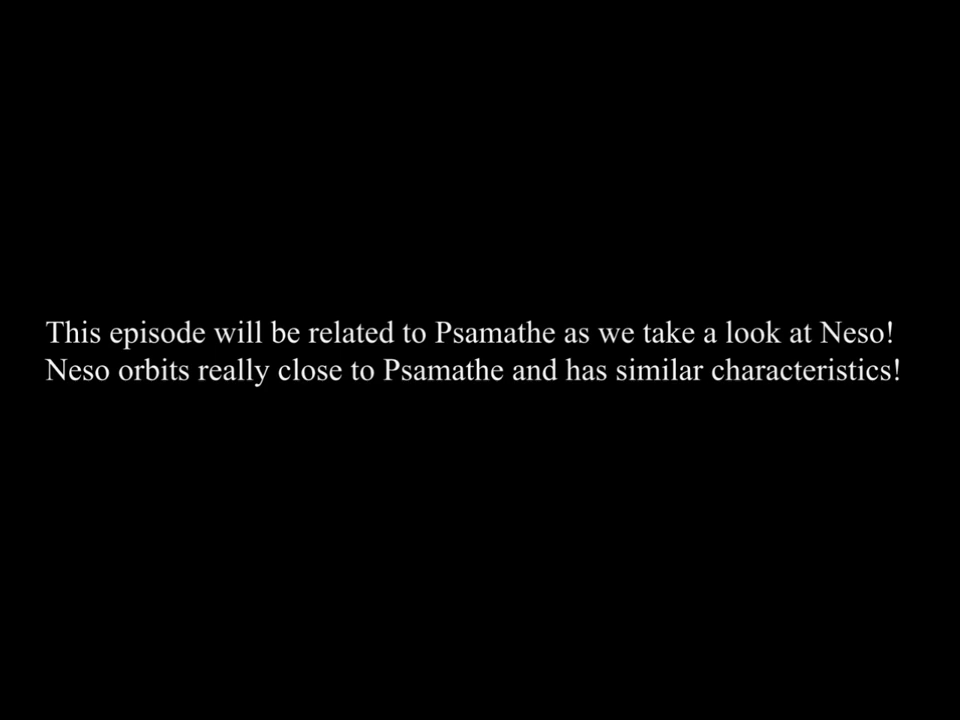 This episode will be related to Psamathe as we take a look at Neso!
Neso orbits really close to Psamathe and has similar characteristics!